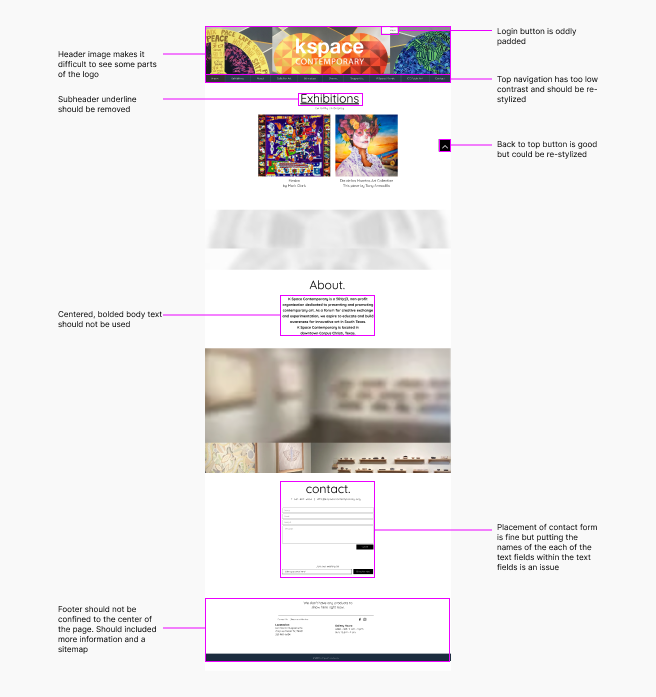 Login button is oddly
padded
kspace
CONTEMPORARY
Header image makes it
difficult to see some parts
of the logo
Top navigation has too low
contrast and should be re-
stylized
Subheader underline
should be removed
Exhibitions
Back to top button is good
but could be re-stylized
by Mark Clark
About.
K Space Contemporary is a 501(c)3, non-profit
organization dedicated to presenting and promoting
contemporary art. As a forum for creative exchange
and experimentation, we aspire to educate and build
awareness for innovative art in South Texas.
K Space Contemporary is located in
downtown Corpus Christi, Texas.
Centered, bolded body text
should not be used
contact.
Placement of contact form
is fine but putting the
names of the each of the
text fields within the text
fields is an issue
We don't have any products to
show here right now.
Footer should not be
confined to the center of
the page. Should included
more information and a
sitemap